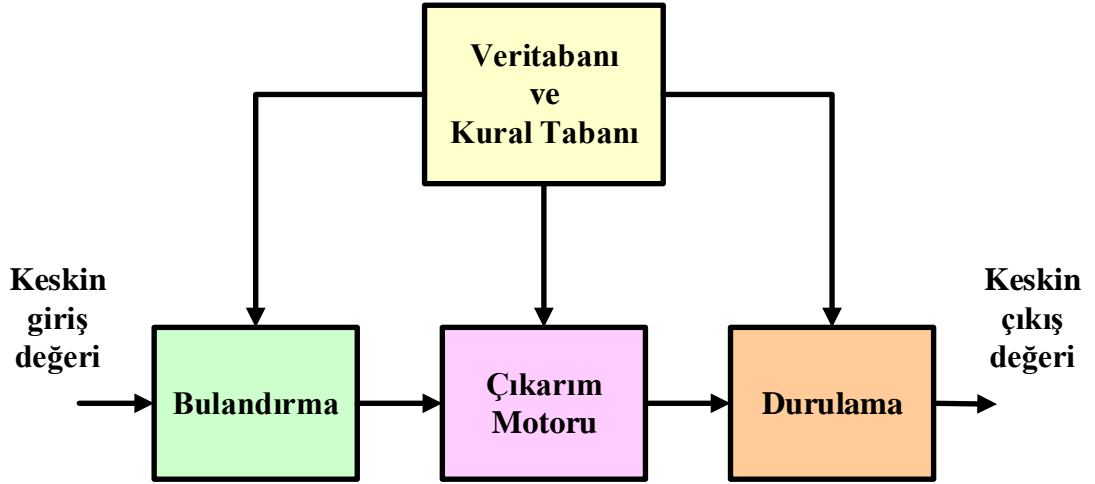 Veritabanı
ve
Kural Tabanı
Keskin
giriş
değeri
Keskin
çıkış
değeri
Bulandırma
Çıkarım
Motoru
Durulama